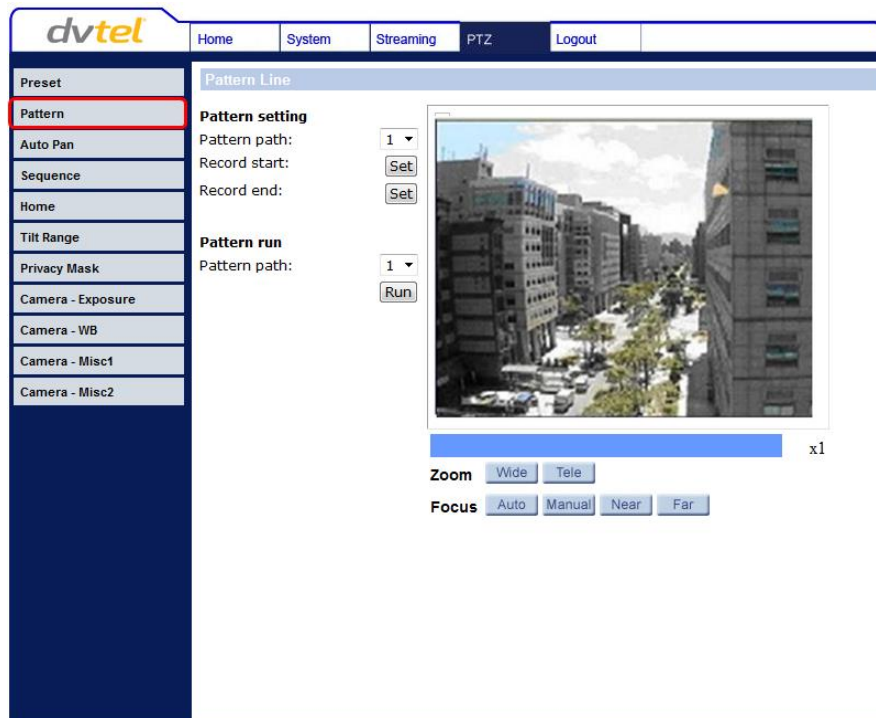 dvtel
Home System Streaming PTZ Logout
Preset
Pattern
Auto Pan
Sequence
Home
Tilt Range
Privacy Mask
Camera - Exposure
Camera - WB
Camera - Misc1
Camera - Misc2
Pattern Line
Pattern setting
Pattern path: 1
Record start: Set
Record end: Set
Pattern run
Pattern path: 1
Run
x1
Zoom Wide Tele
Focus Auto Manual Near Far